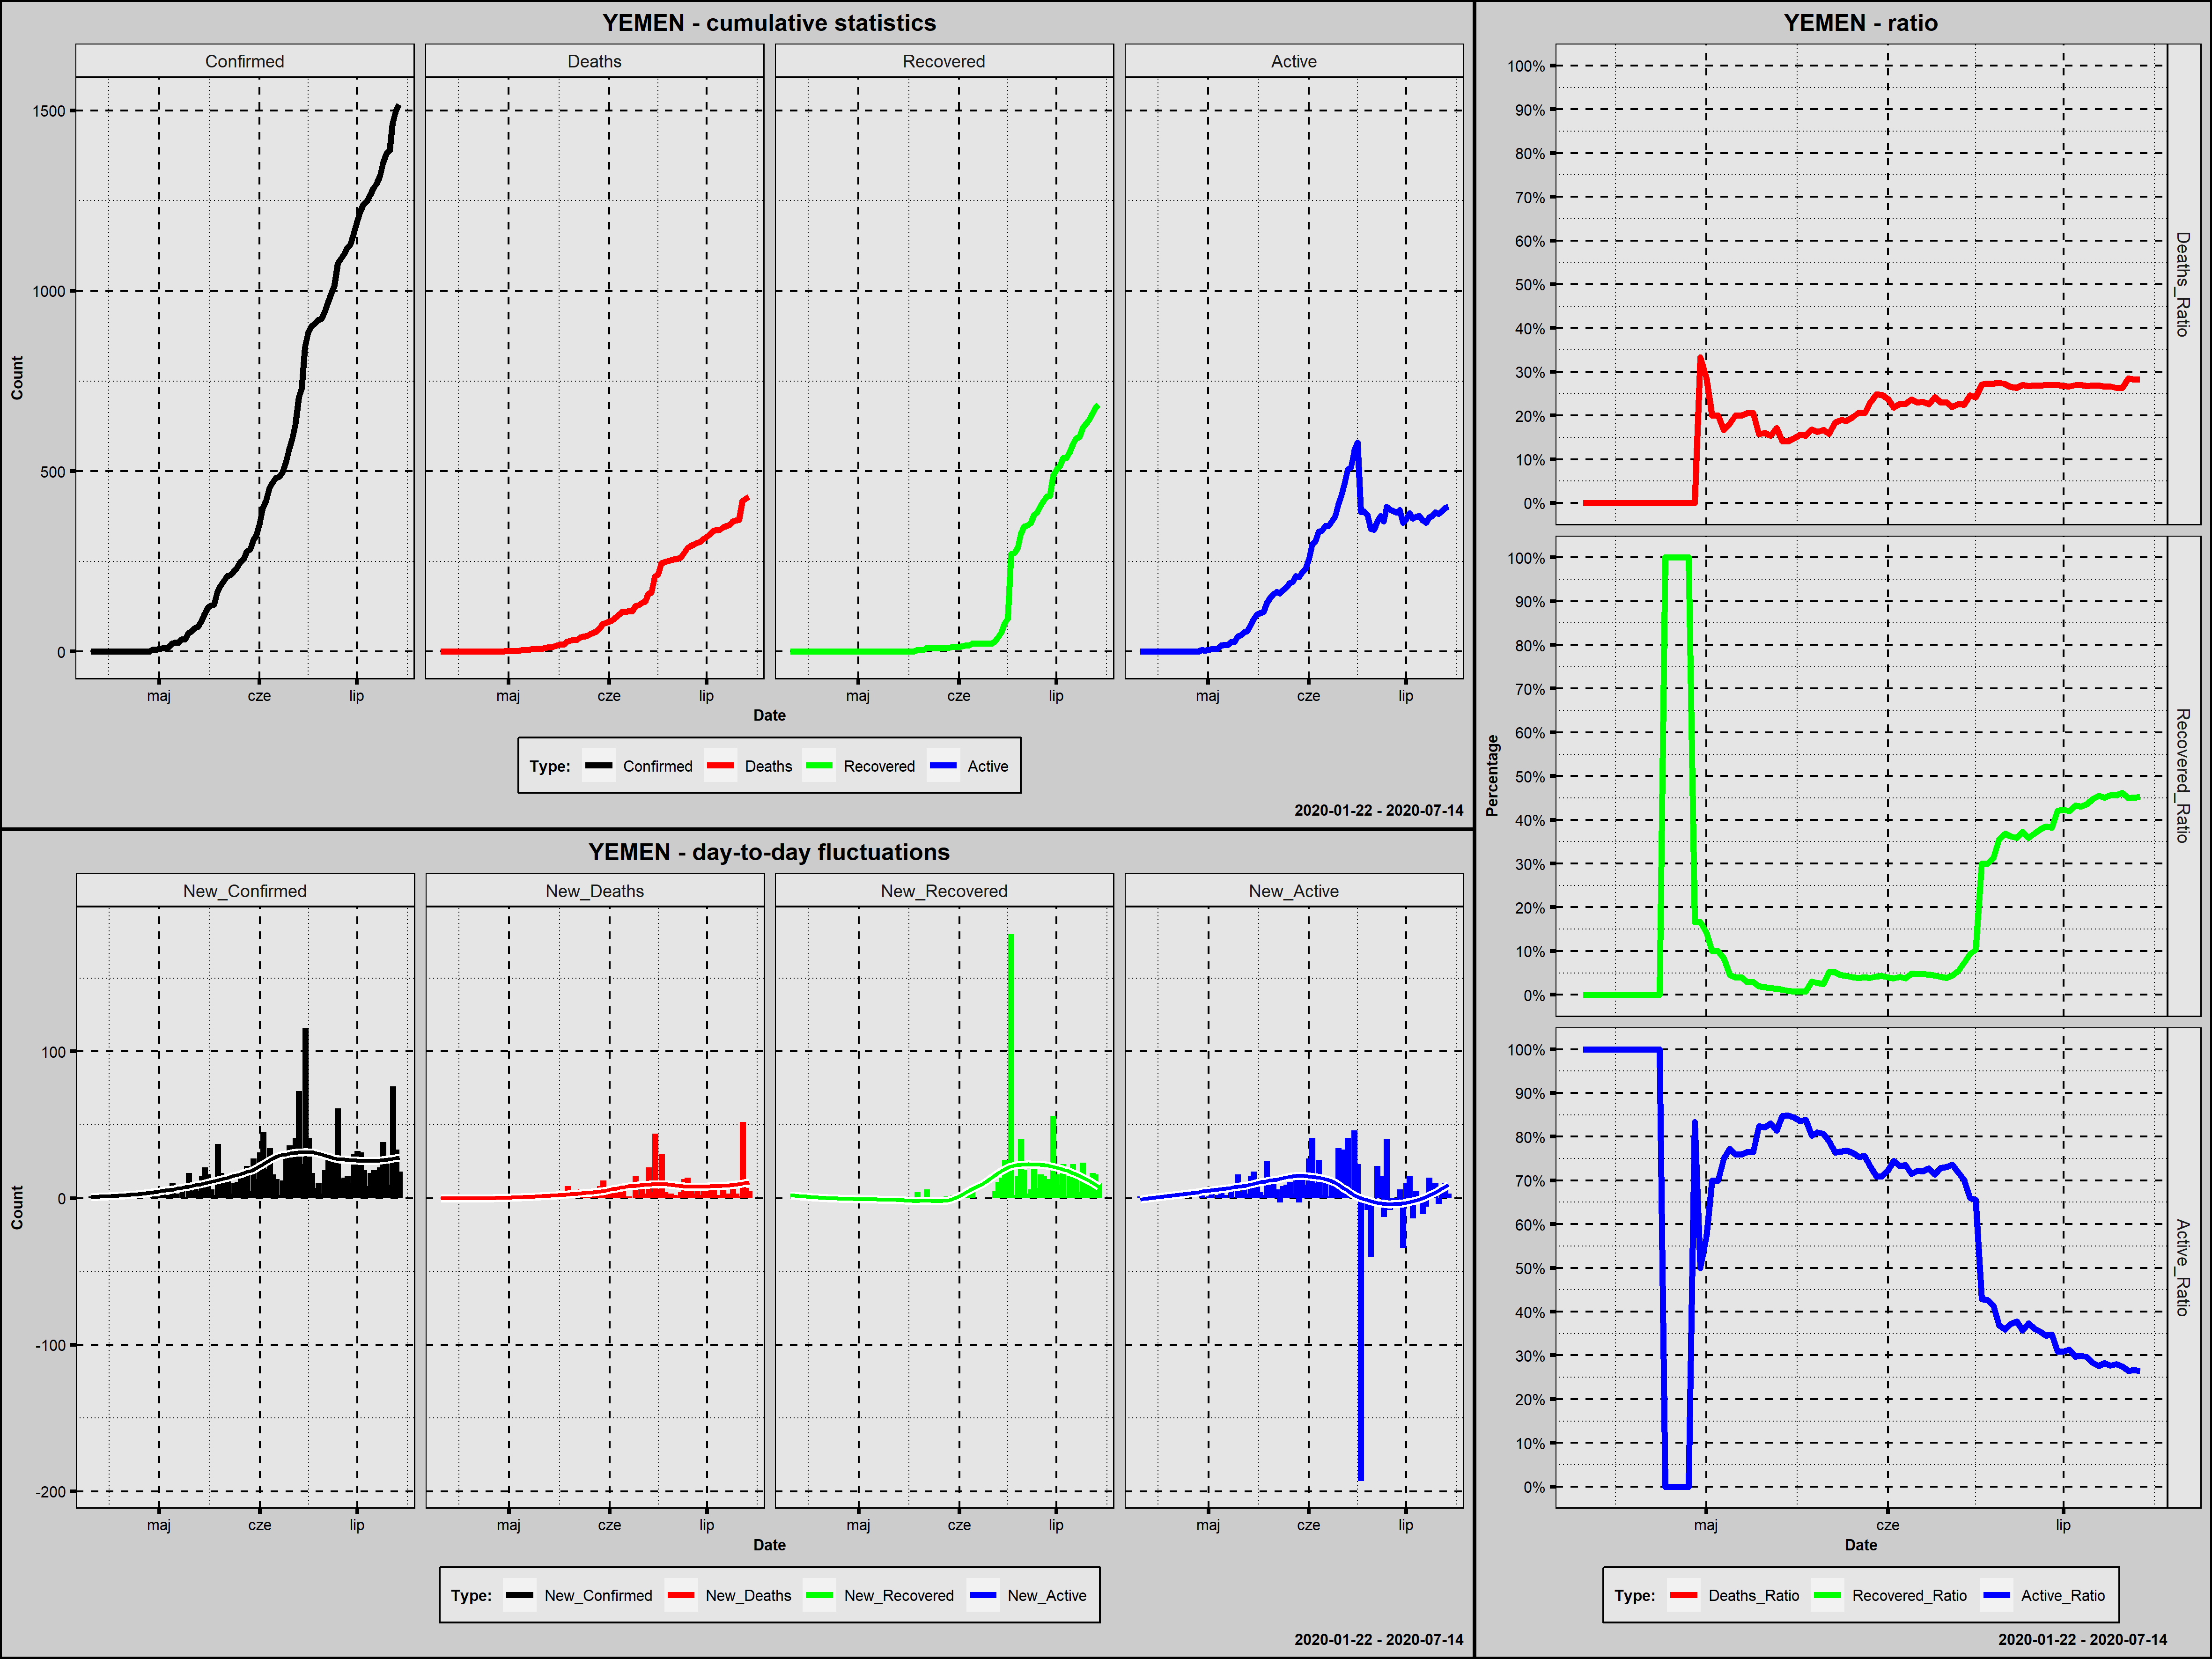 YEMEN - cumulative statistics
Confirmed Deaths Recovered Active
Count
1500
1000
500
0
maj cze lip maj cze lip maj cze lip maj cze lip
Date
Type: Confirmed Deaths Recovered Active
2020-01-22 - 2020-07-14
YEMEN - day-to-day fluctuations
New_Confirmed New_Deaths New_Recovered New_Active
Count
100
0
-100
-200
maj cze lip maj cze lip maj cze lip maj cze lip
Date
Type: New_Confirmed New_Deaths New_Recovered New_Active
2020-01-22 - 2020-07-14
YEMEN - ratio
Percentage
100%
90%
80%
70%
60%
50%
40%
30%
20%
10%
0%
Deaths_Ratio
100%
90%
80%
70%
60%
50%
40%
30%
20%
10%
0%
Recovered_Ratio
100%
90%
80%
70%
60%
50%
40%
30%
20%
10%
0%
Active_Ratio
maj cze lip
Date
Type: Deaths_Ratio Recovered_Ratio Active_Ratio
2020-01-22 - 2020-07-14